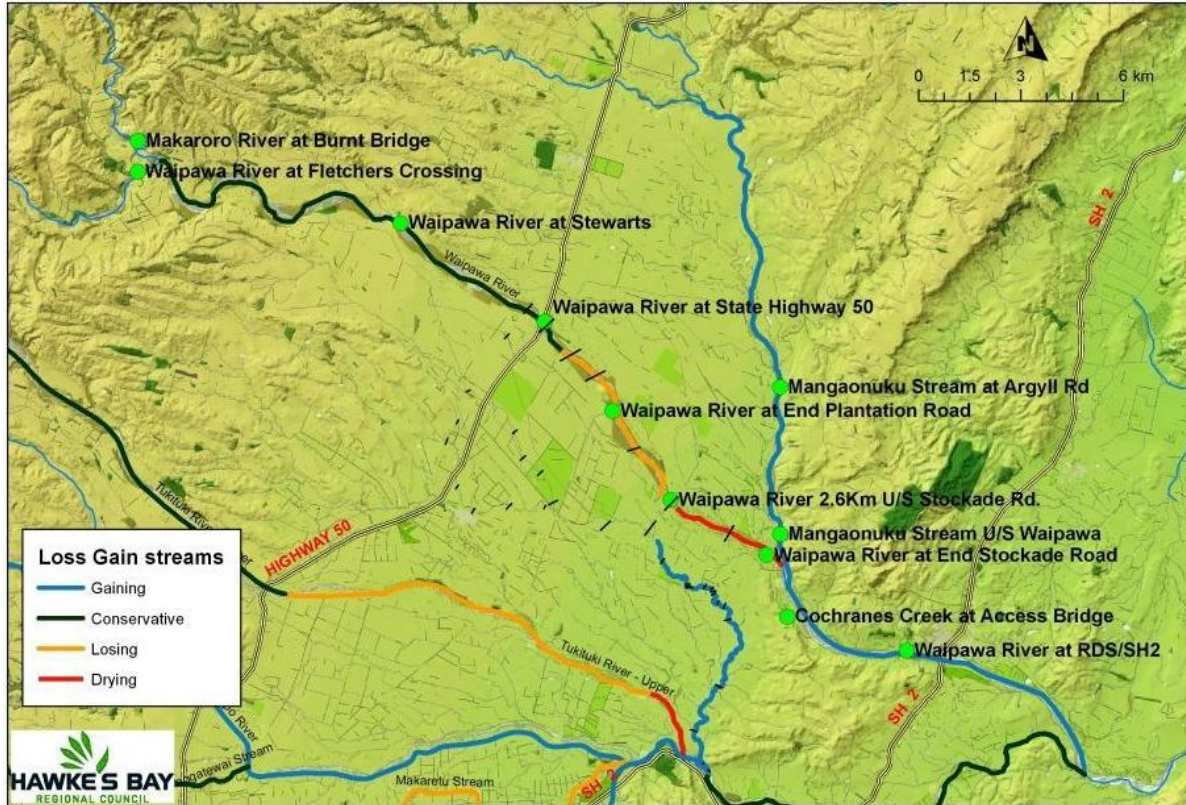 N
0 1.5 3 6 km
Makaroro River at Burnt Bridge
Waipawa River at Fletchers Crossing
SH 2
Waipawa River at Stewarts
Waipawa River
Waipawa River at State Highway 50
Mangaonuku Stream at Argyll Rd
Waipawa River at End Plantation Road
Waipawa River 2.6Km U/S Stockade Rd.
Mangaonuku Stream U/S Waipawa
Waipawa River at End Stockade Road
HIGHWAY 50
Tukituki River
Cochranes Creek at Access Bridge
Waipawa River at RDS/SH2
Tukituki River - Upper
SH 2
Loss Gain streams
Gaining
Conservative
Losing
Drying
River
Stream
Makaretu Stream
SH 2
HAWKE'S BAY
REGIONAL COUNCIL